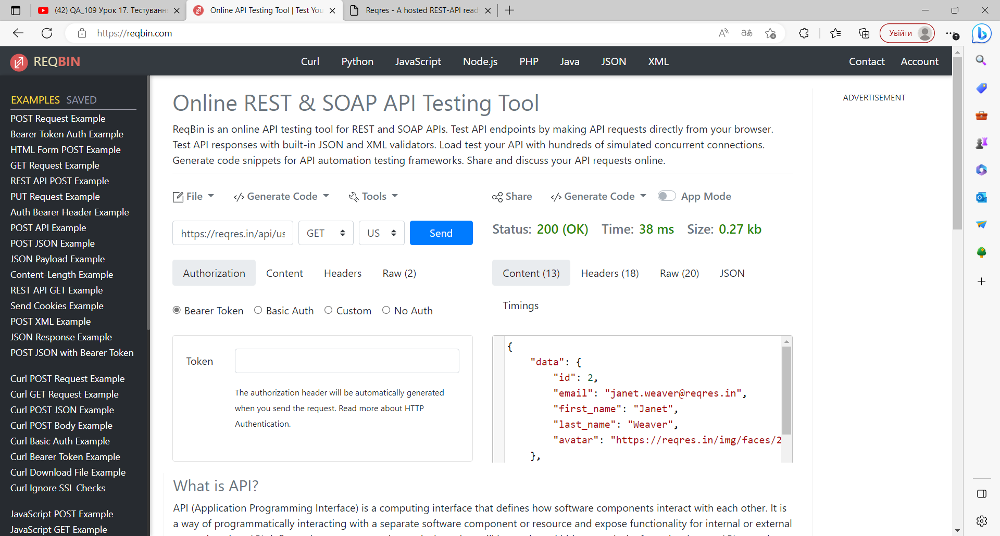 (42) QA_109 Урок 17. Тестуванн
Online API Testing Tool | Test You
Reqres - A hosted REST-API read
https://reqbin.com
Увійти
REQBIN
Curl
Python
JavaScript
Node.js
PHP
Java
JSON
XML
Contact
Account
EXAMPLES SAVED
POST Request Example
Bearer Token Auth Example
HTML Form POST Example
GET Request Example
REST API POST Example
PUT Request Example
Auth Bearer Header Example
POST API Example
POST JSON Example
JSON Payload Example
Content-Length Example
REST API GET Example
Send Cookies Example
POST XML Example
JSON Response Example
POST JSON with Bearer Token
Curl POST Request Example
Curl GET Request Example
Curl POST JSON Example
Curl POST Body Example
Curl Basic Auth Example
Curl Bearer Token Example
Curl Download File Example
Curl Ignore SSL Checks
JavaScript POST Example
JavaScript GET Example
Online REST & SOAP API Testing Tool
ReqBin is an online API testing tool for REST and SOAP APIs. Test API endpoints by making API requests directly from your browser.
Test API responses with built-in JSON and XML validators. Load test your API with hundreds of simulated concurrent connections.
Generate code snippets for API automation testing frameworks. Share and discuss your API requests online.
File
Generate Code
Tools
https://reqres.in/api/us
GET
US
Send
Authorization
Content
Headers
Raw (2)
Bearer Token
Basic Auth
Custom
No Auth
Token
The authorization header will be automatically generated
when you send the request. Read more about HTTP
Authentication.
Share
Generate Code
App Mode
Status: 200 (OK) Time: 38 ms Size: 0.27 kb
Content (13)
Headers (18)
Raw (20)
JSON
Timings
{
"data": {
"id": 2,
"email": "janet.weaver@reqres.in",
"first_name": "Janet",
"last_name": "Weaver",
"avatar": "https://reqres.in/img/faces/2
},
What is API?
API (Application Programming Interface) is a computing interface that defines how software components interact with each other. It is
a way of programmatically interacting with a separate software component or resource and expose functionality for internal or external
ADVERTISEMENT